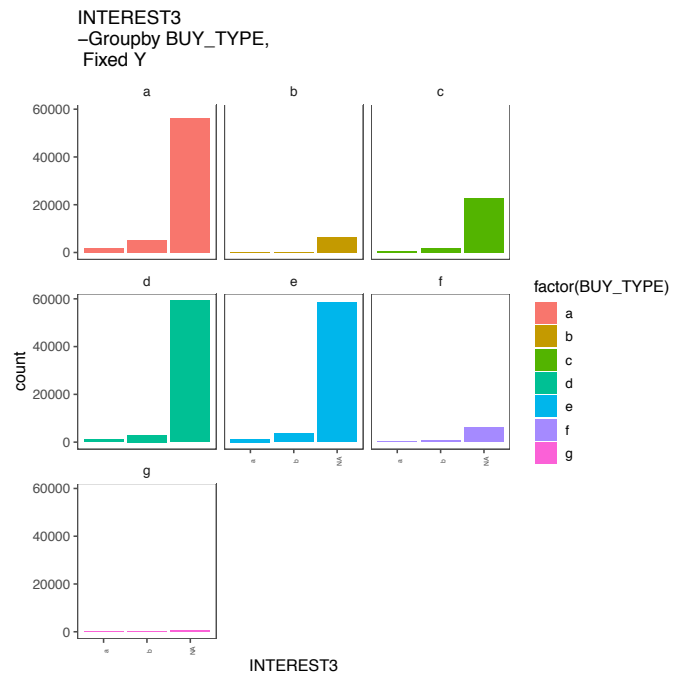 INTEREST3
−Groupby BUY_TYPE,
Fixed Y
a
b
c
60000
40000
20000
0
d
e
f
60000
40000
20000
0
a
b
NA
a
b
NA
g
60000
40000
20000
0
a
b
NA
count
INTEREST3
factor(BUY_TYPE)
a
b
c
d
e
f
g